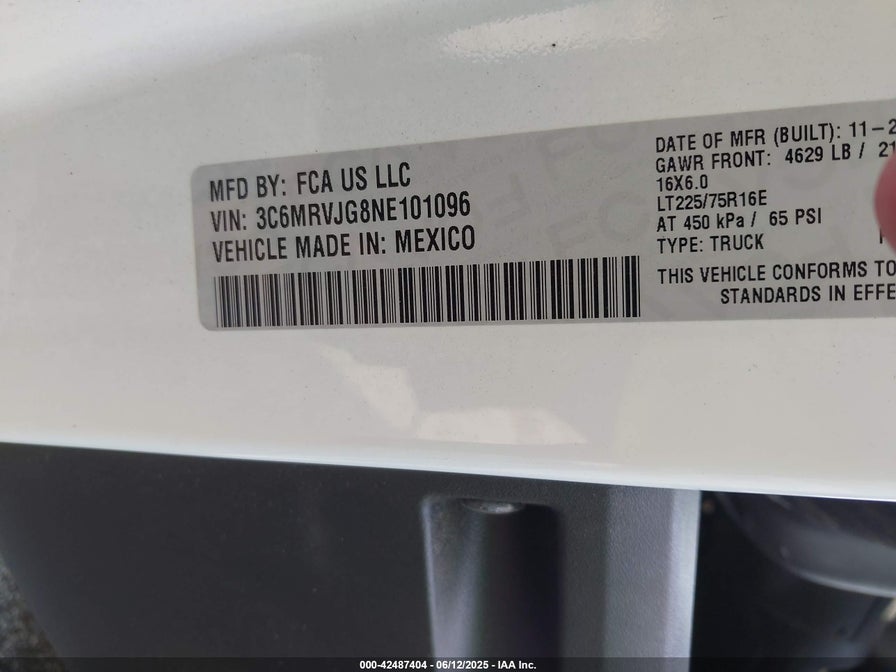 MFD BY: FCA US LLC
VIN: 3C6MRVJG8NE101096
VEHICLE MADE IN: MEXICO
DATE OF MFR (BUILT): 11-2
GAWR FRONT: 4629 LB / 21
16X6.0
LT225/75R16E
AT 450 kPa / 65 PSI
TYPE: TRUCK
THIS VEHICLE CONFORMS TO
STANDARDS IN EFFE
000-42487404 - 06/12/2025 - IAA Inc.